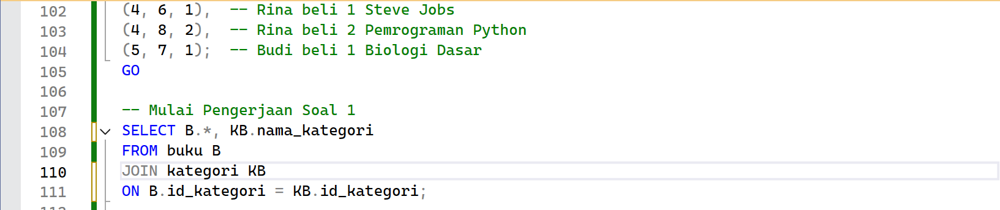 102 (4, 6, 1),  -- Rina beli 1 Steve Jobs
103 (4, 8, 2),  -- Rina beli 2 Pemrograman Python
104 (5, 7, 1);  -- Budi beli 1 Biologi Dasar
105 GO
106
107 -- Mulai Pengerjaan Soal 1
108 SELECT B.*, KB.nama_kategori
109 FROM buku B
110 JOIN kategori KB
111 ON B.id_kategori = KB.id_kategori;